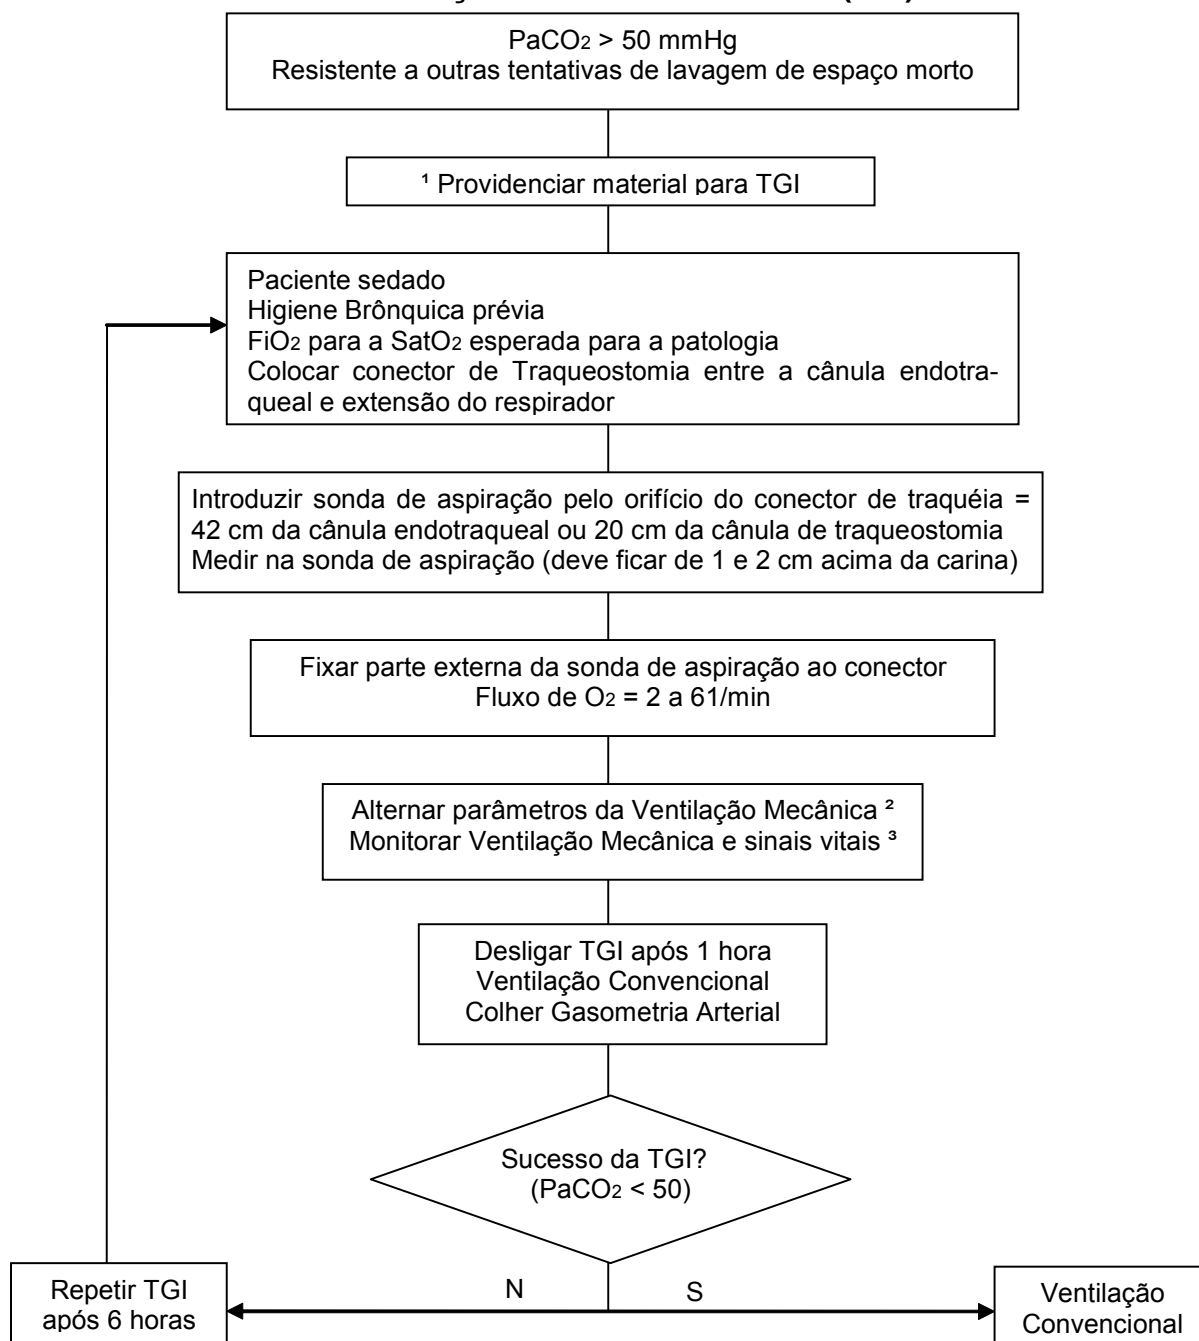 PaCO2 > 50 mmHg
Resistente a outras tentativas de lavagem de espaço morto
¹ Providenciar material para TGI
Paciente sedado
Higiene Brônquica prévia
FiO2 para a SatO2 esperada para a patologia
Colocar conector de Traqueostomia entre a cânula endotra-
queal e extensão do respirador
Introduzir sonda de aspiração pelo orifício do conector de traquéia =
42 cm da cânula endotraqueal ou 20 cm da cânula de traqueostomia
Medir na sonda de aspiração (deve ficar de 1 e 2 cm acima da carina)
Fixar parte externa da sonda de aspiração ao conector
Fluxo de O2 = 2 a 61/min
Alternar parâmetros da Ventilação Mecânica ²
Monitorar Ventilação Mecânica e sinais vitais ³
Desligar TGI após 1 hora
Ventilação Convencional
Colher Gasometria Arterial
Sucesso da TGI?
(PaCO2 < 50)
N
S
Repetir TGI
após 6 horas
Ventilação
Convencional